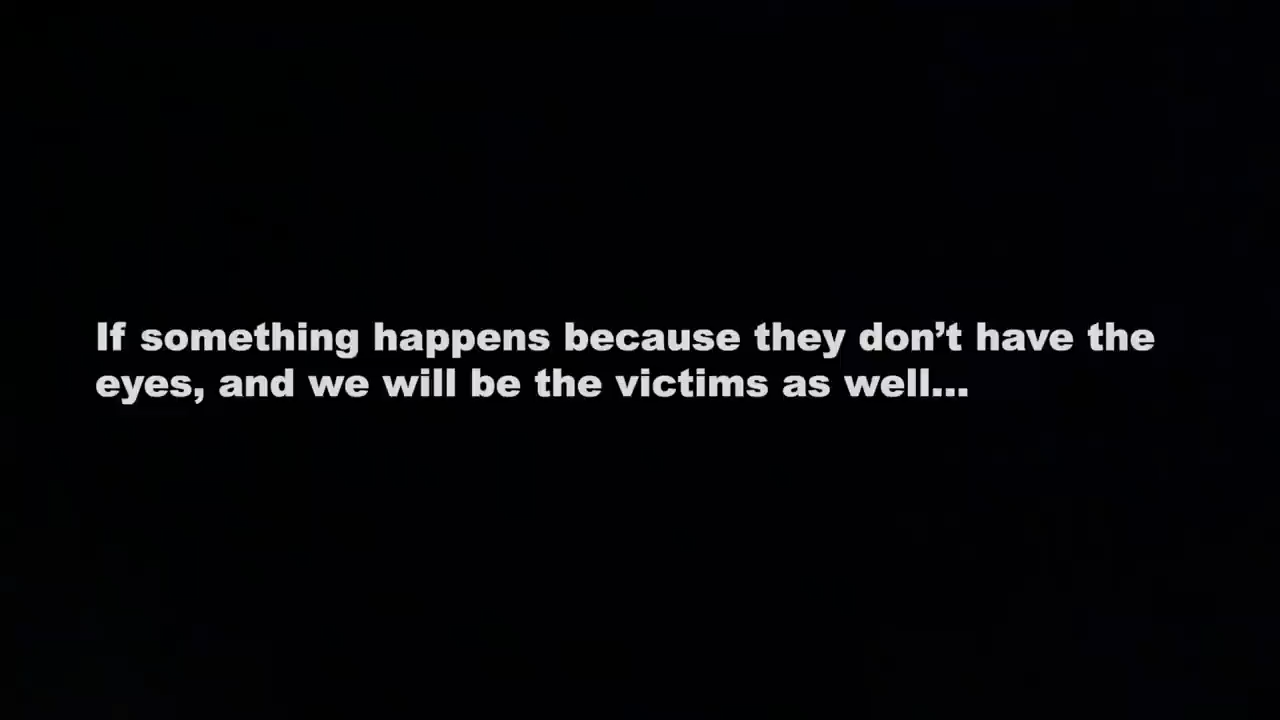 If something happens because they don’t have the
eyes, and we will be the victims as well...